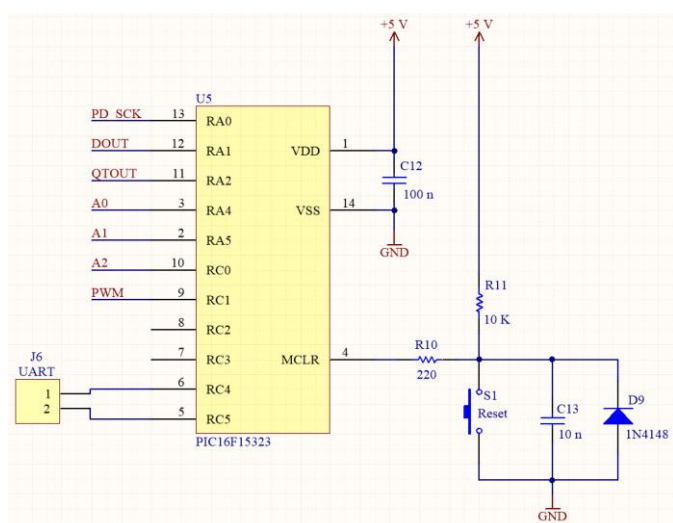 +5 V
+5 V
U5
PD_SCK 13 RA0
DOUT 12 RA1 VDD 1
C12
QTOUT 11 RA2
100 n
A0 3 RA4 VSS 14
A1 2 RA5
GND
A2 10 RC0
R11
PWM 9 RC1
10 K
8 RC2
R10
J6
7 RC3 MCLR 4
UART
220
1 6 RC4
S1
D9
2 5 RC5
Reset
C13
10 n
1N4148
PIC16F15323
GND